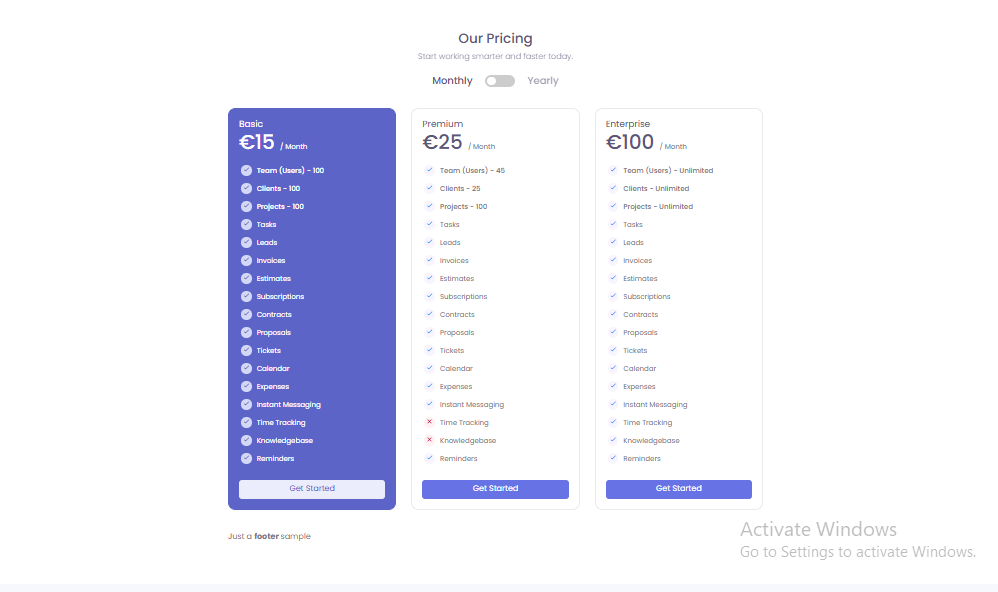 Our Pricing
Start working smarter and faster today.
Monthly Yearly
Basic
€15 / Month
Team (Users) - 100
Clients - 100
Projects - 100
Tasks
Leads
Invoices
Estimates
Subscriptions
Contracts
Proposals
Tickets
Calendar
Expenses
Instant Messaging
Time Tracking
Knowledgebase
Reminders
Get Started
Premium
€25 / Month
Team (Users) - 45
Clients - 25
Projects - 100
Tasks
Leads
Invoices
Estimates
Subscriptions
Contracts
Proposals
Tickets
Calendar
Expenses
Instant Messaging
Time Tracking
Knowledgebase
Reminders
Get Started
Enterprise
€100 / Month
Team (Users) - Unlimited
Clients - Unlimited
Projects - Unlimited
Tasks
Leads
Invoices
Estimates
Subscriptions
Contracts
Proposals
Tickets
Calendar
Expenses
Instant Messaging
Time Tracking
Knowledgebase
Reminders
Get Started
Just a footer sample
Activate Windows
Go to Settings to activate Windows.